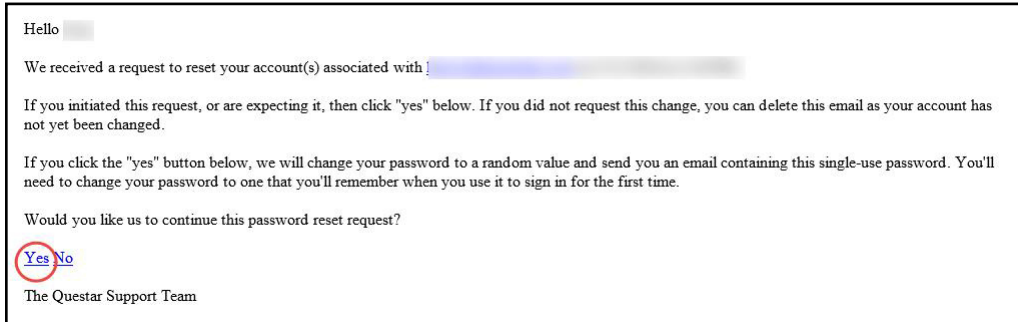 Hello
We received a request to reset your account(s) associated with
If you initiated this request, or are expecting it, then click "yes" below. If you did not request this change, you can delete this email as your account has
not yet been changed.
If you click the "yes" button below, we will change your password to a random value and send you an email containing this single-use password. You'll
need to change your password to one that you'll remember when you use it to sign in for the first time.
Would you like us to continue this password reset request?
Yes No
The Questar Support Team